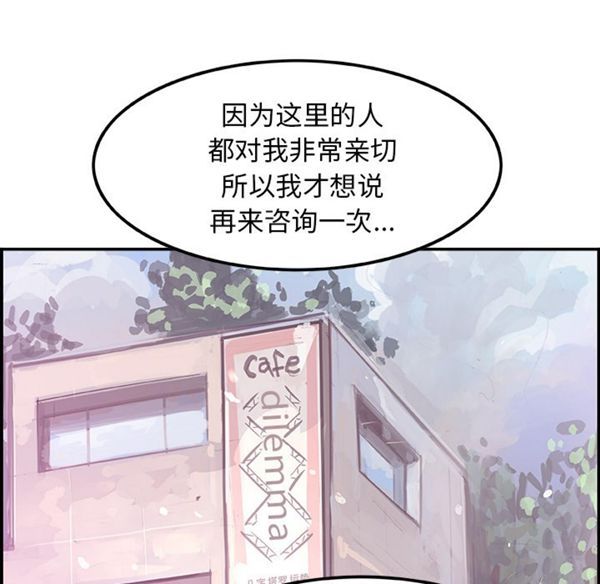 因为这里的人
都对我非常亲切
所以我才想说
再来咨询一次...
cafe
dilemma